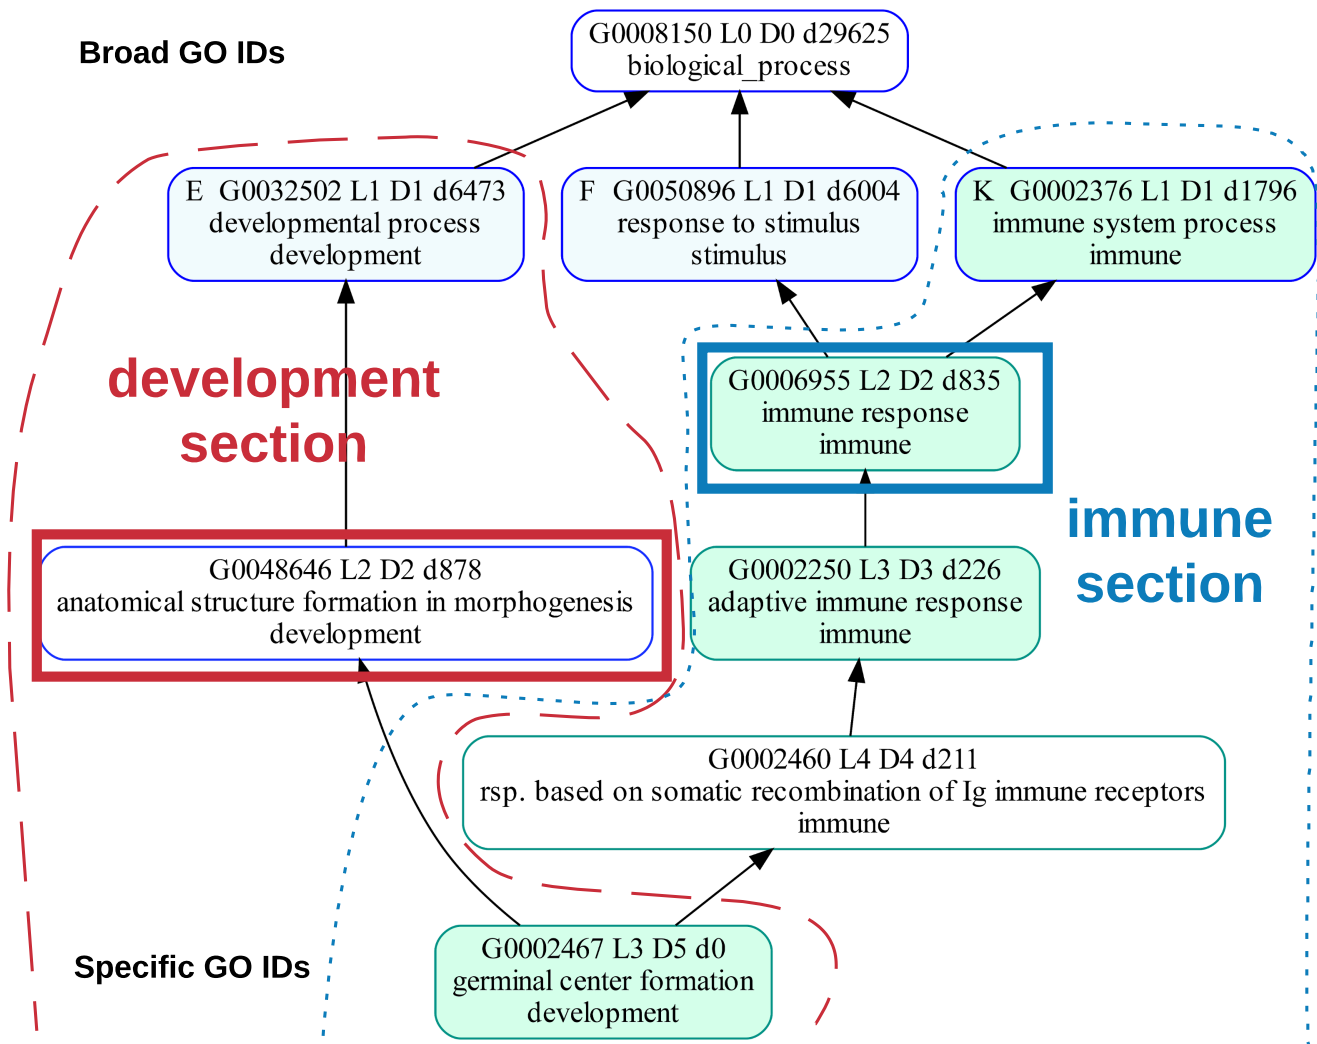 Broad GO IDs
G0008150 L0 D0 d29625
biological_process
E G0032502 L1 D1 d6473
developmental process
development
F G0050896 L1 D1 d6004
response to stimulus
stimulus
K G0002376 L1 D1 d1796
immune system process
immune
development
section
G0006955 L2 D2 d835
immune response
immune
immune
section
G0048646 L2 D2 d878
anatomical structure formation in morphogenesis
development
G0002250 L3 D3 d226
adaptive immune response
immune
G0002460 L4 D4 d211
rsp. based on somatic recombination of Ig immune receptors
immune
Specific GO IDs
G0002467 L3 D5 d0
germinal center formation
development